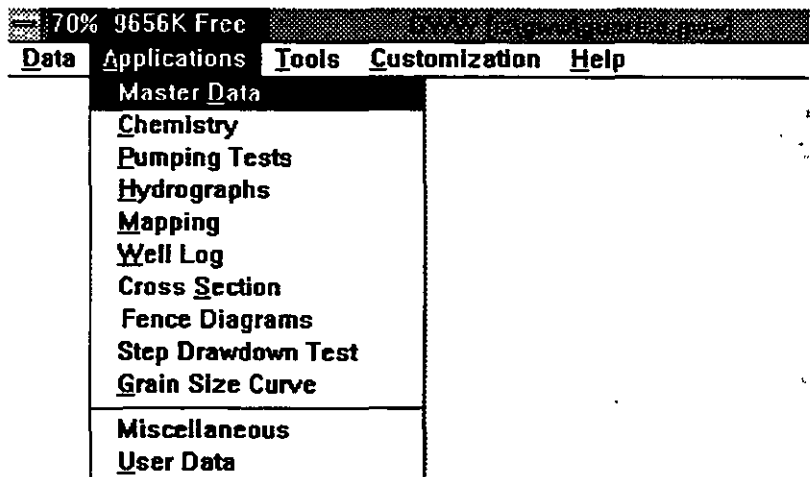 70% 9656K Free
Data Applications Tools Customization Help
Master Data
Chemistry
Pumping Tests
Hydrographs
Mapping
Well Log
Cross Section
Fence Diagrams
Step Drawdown Test
Grain Size Curve
Miscellaneous
User Data